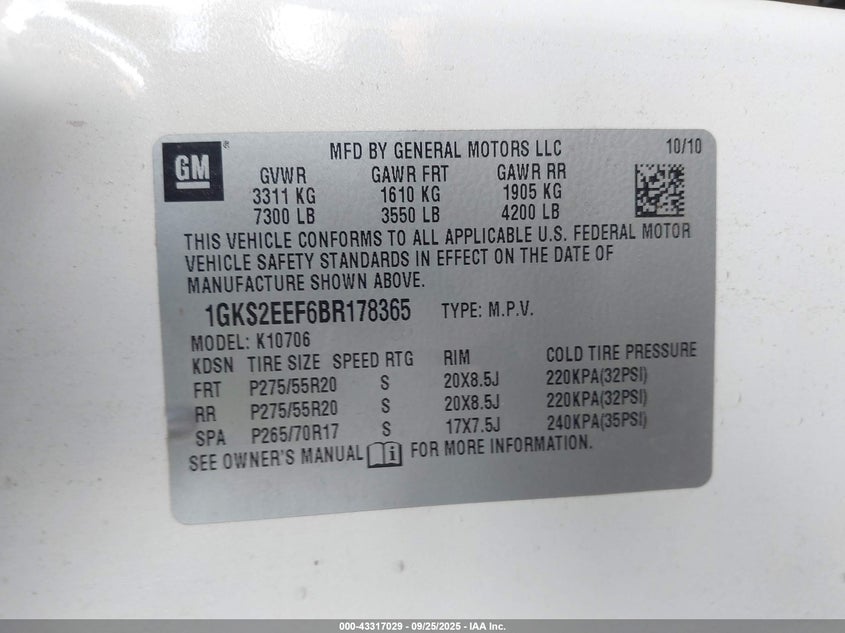 GM®
MFD BY GENERAL MOTORS LLC 10/10
GVWR GAWR FRT GAWR RR
3311 KG 1610 KG 1905 KG
7300 LB 3550 LB 4200 LB
THIS VEHICLE CONFORMS TO ALL APPLICABLE U.S. FEDERAL MOTOR
VEHICLE SAFETY STANDARDS IN EFFECT ON THE DATE OF
MANUFACTURE SHOWN ABOVE.
1GKS2EEF6BR178365 TYPE: M.P.V.
MODEL: K10706
KDSN TIRE SIZE SPEED RTG RIM COLD TIRE PRESSURE
FRT P275/55R20 S 20X8.5J 220KPA(32PSI)
RR P275/55R20 S 20X8.5J 220KPA(32PSI)
SPA P265/70R17 S 17X7.5J 240KPA(35PSI)
SEE OWNER'S MANUAL i FOR MORE INFORMATION.
000-43317029 - 09/25/2025 - IAA Inc.